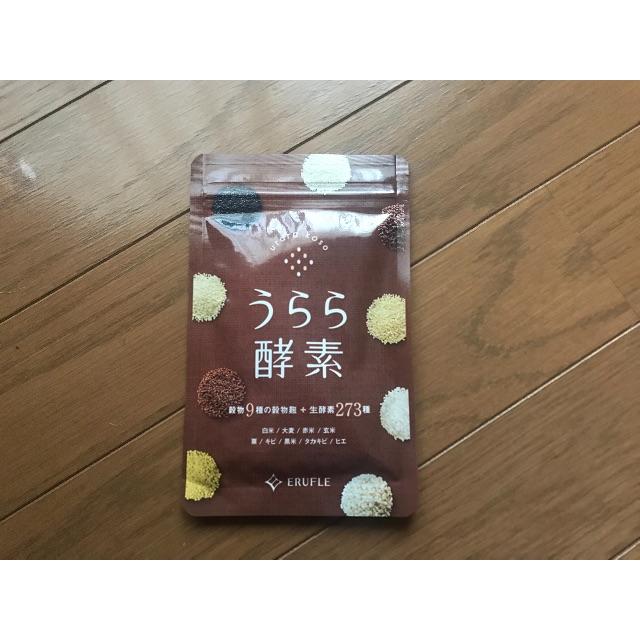 urara koso
うらら
酵素
穀物9種の穀物麹 + 生酵素273種
白米 / 大麦 / 赤米 / 玄米
粟 / キビ / 黒米 / タカキビ / ヒエ
ERUFLE